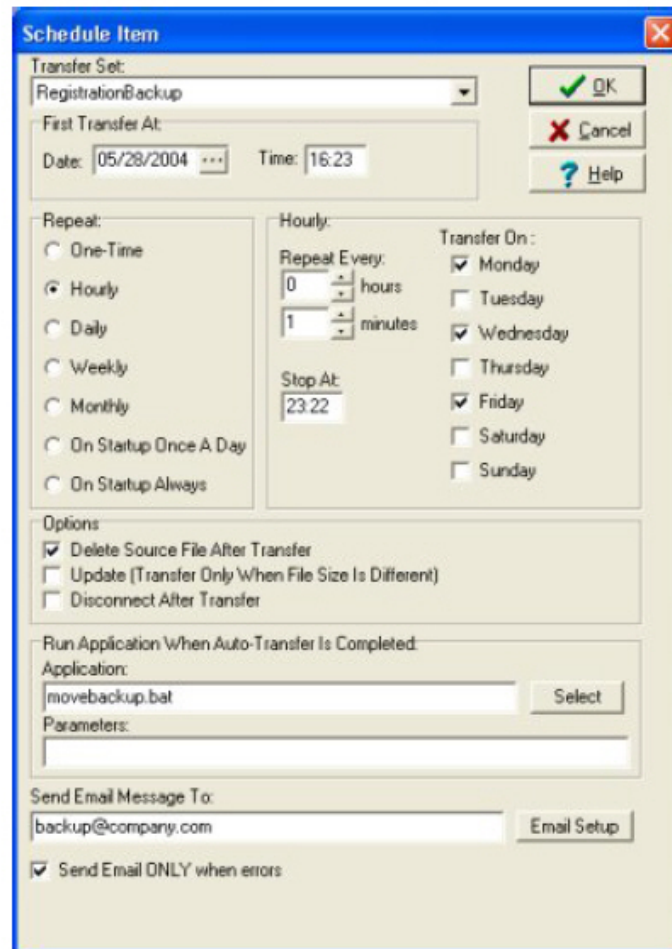 Schedule Item
Transfer Set:
RegistrationBackup
OK
First Transfer At:
Cancel
Date: 05/28/2004 ... Time: 16:23
Help
Repeat:
One-Time
Hourly
Daily
Weekly
Monthly
On Startup Once A Day
On Startup Always
Hourly:
Repeat Every:
0 hours
1 minutes
Stop At:
23:22
Transfer On :
Monday
Tuesday
Wednesday
Thursday
Friday
Saturday
Sunday
Options
Delete Source File After Transfer
Update (Transfer Only When File Size Is Different)
Disconnect After Transfer
Run Application When Auto-Transfer Is Completed:
Application:
movebackup.bat
Select
Parameters:
Send Email Message To:
backup@company.com
Email Setup
Send Email ONLY when errors